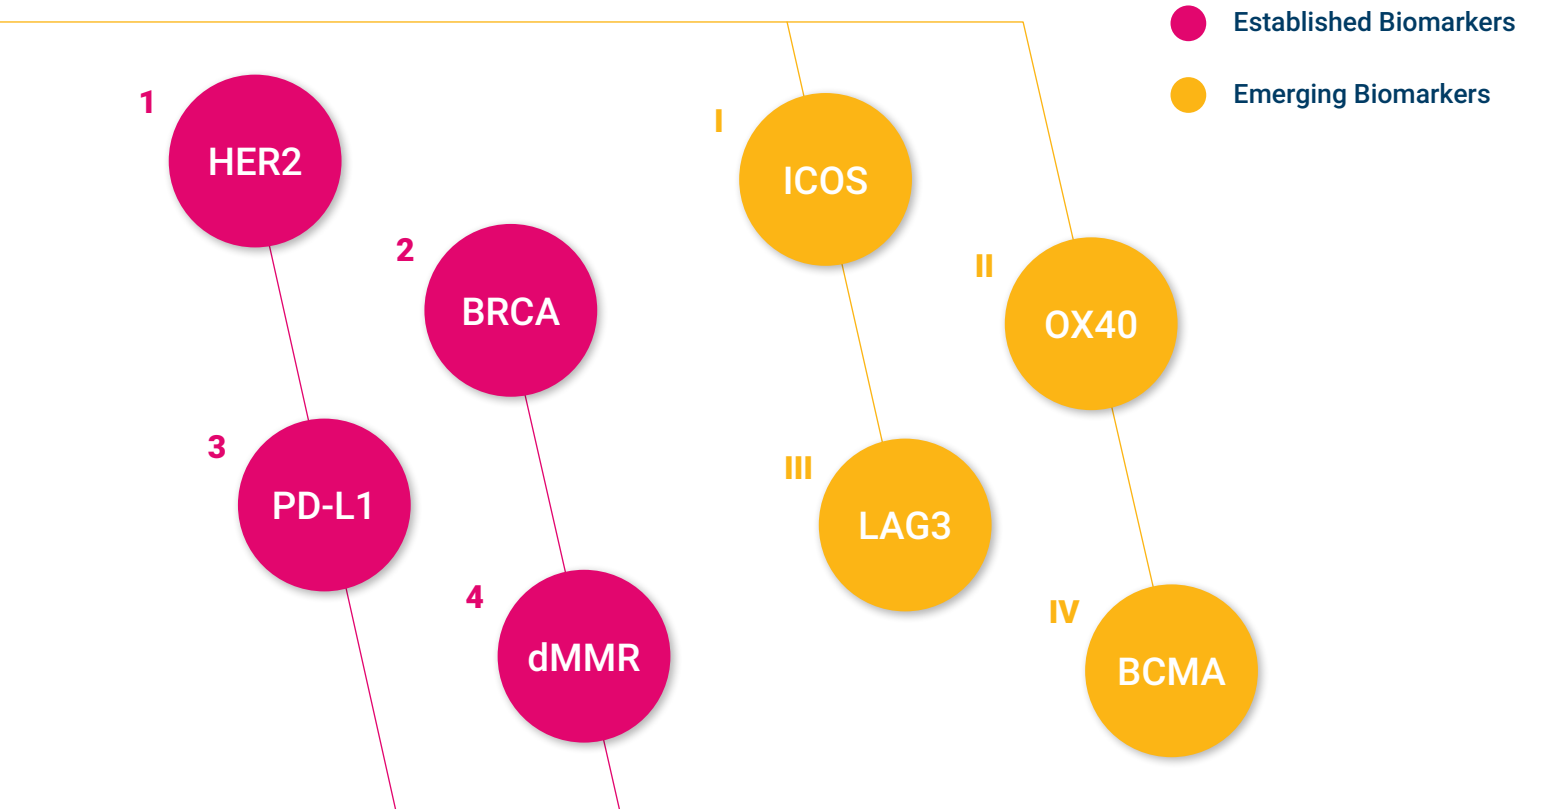 Established Biomarkers
Emerging Biomarkers
1
HER2
2
BRCA
3
PD-L1
4
dMMR
I
ICOS
II
OX40
III
LAG3
IV
BCMA